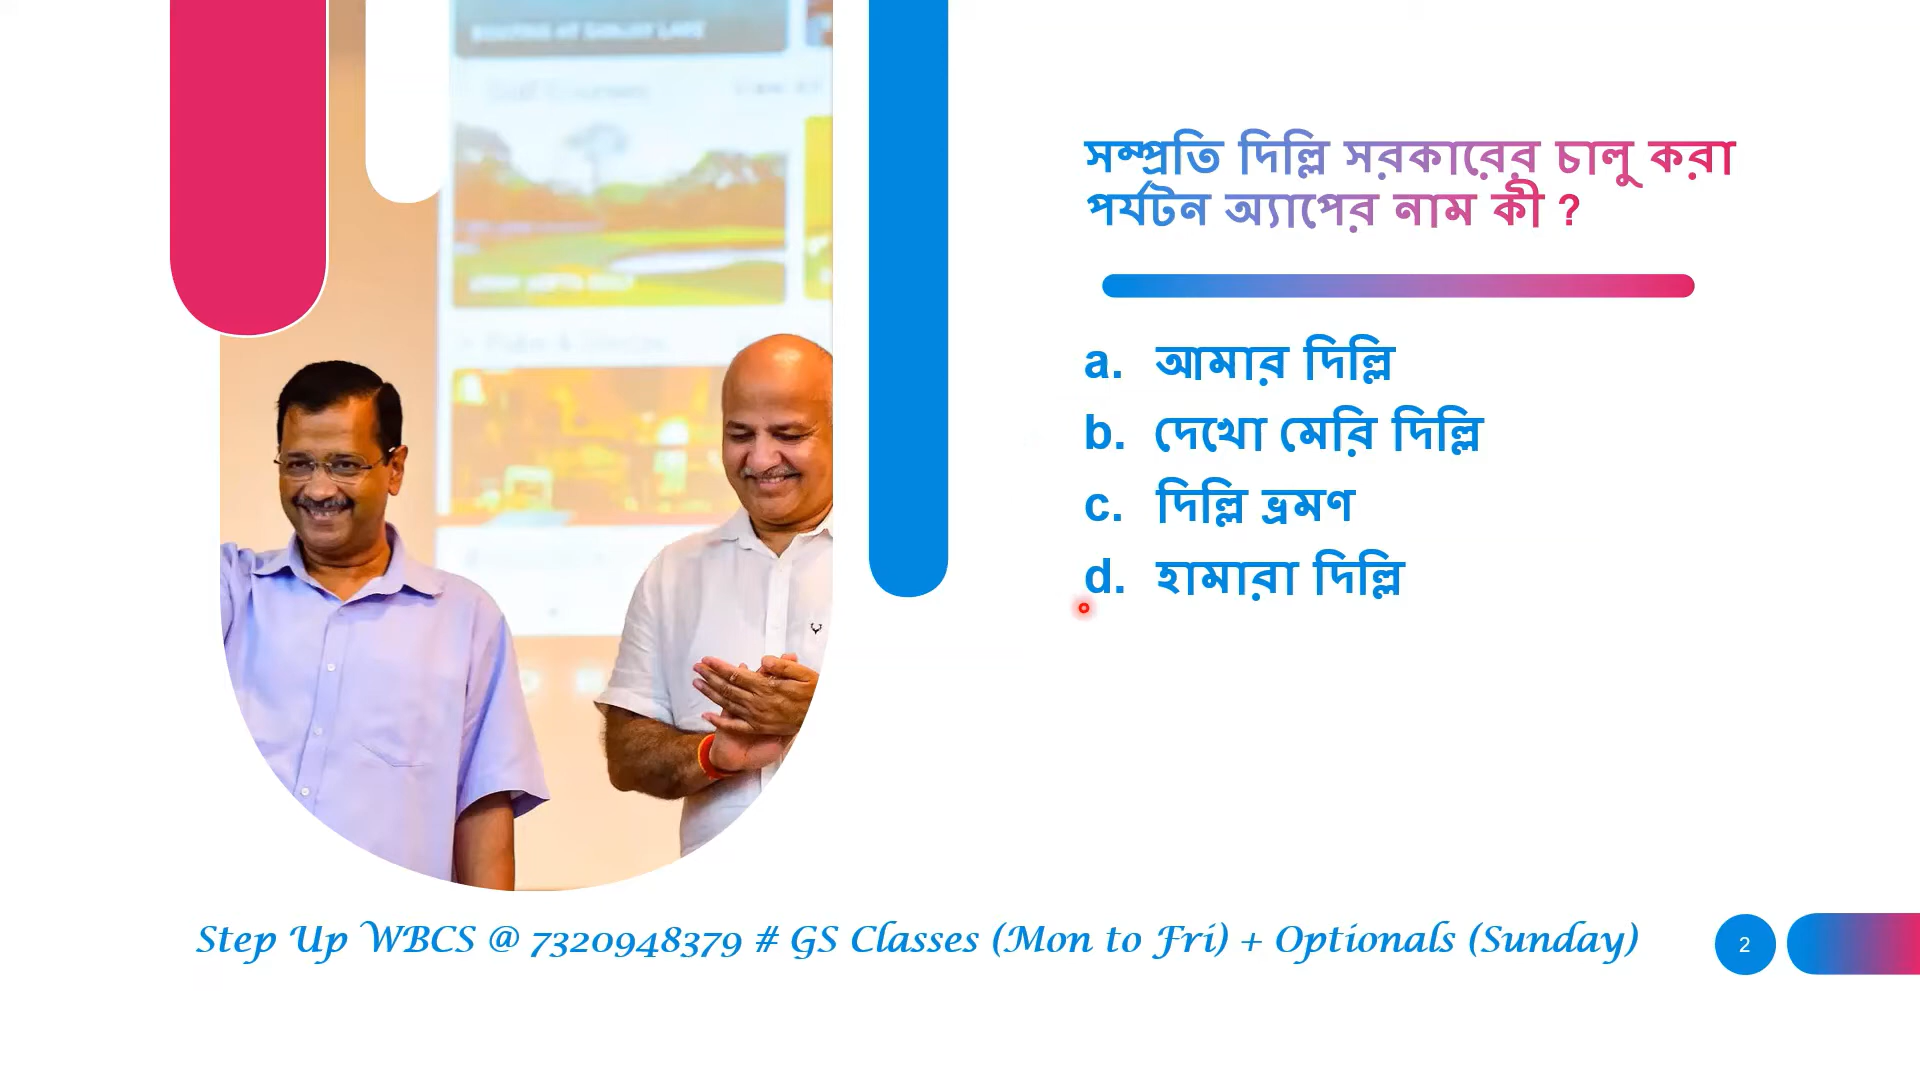 সম্প্রতি দিল্লি সরকারের চালু করা
পর্যটন অ্যাপের নাম কী ?
a. আমার দিল্লি
b. দেখো মেরি দিল্লি
c. দিল্লি ভ্রমণ
d. হামারা দিল্লি
Step Up WBCS @ 7320948379 # GS Classes (Mon to Fri) + Optionals (Sunday)
2